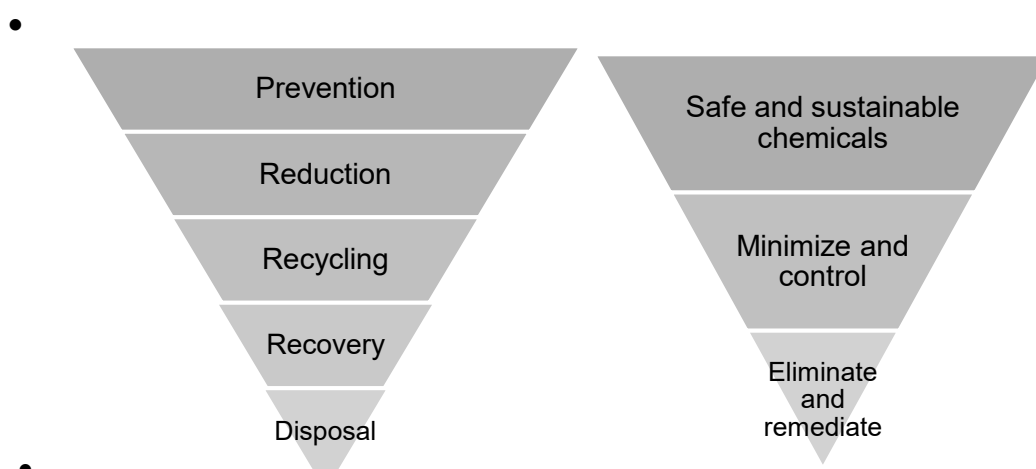 Prevention
Reduction
Recycling
Recovery
Disposal
Safe and sustainable
chemicals
Minimize and
control
Eliminate
and
remediate